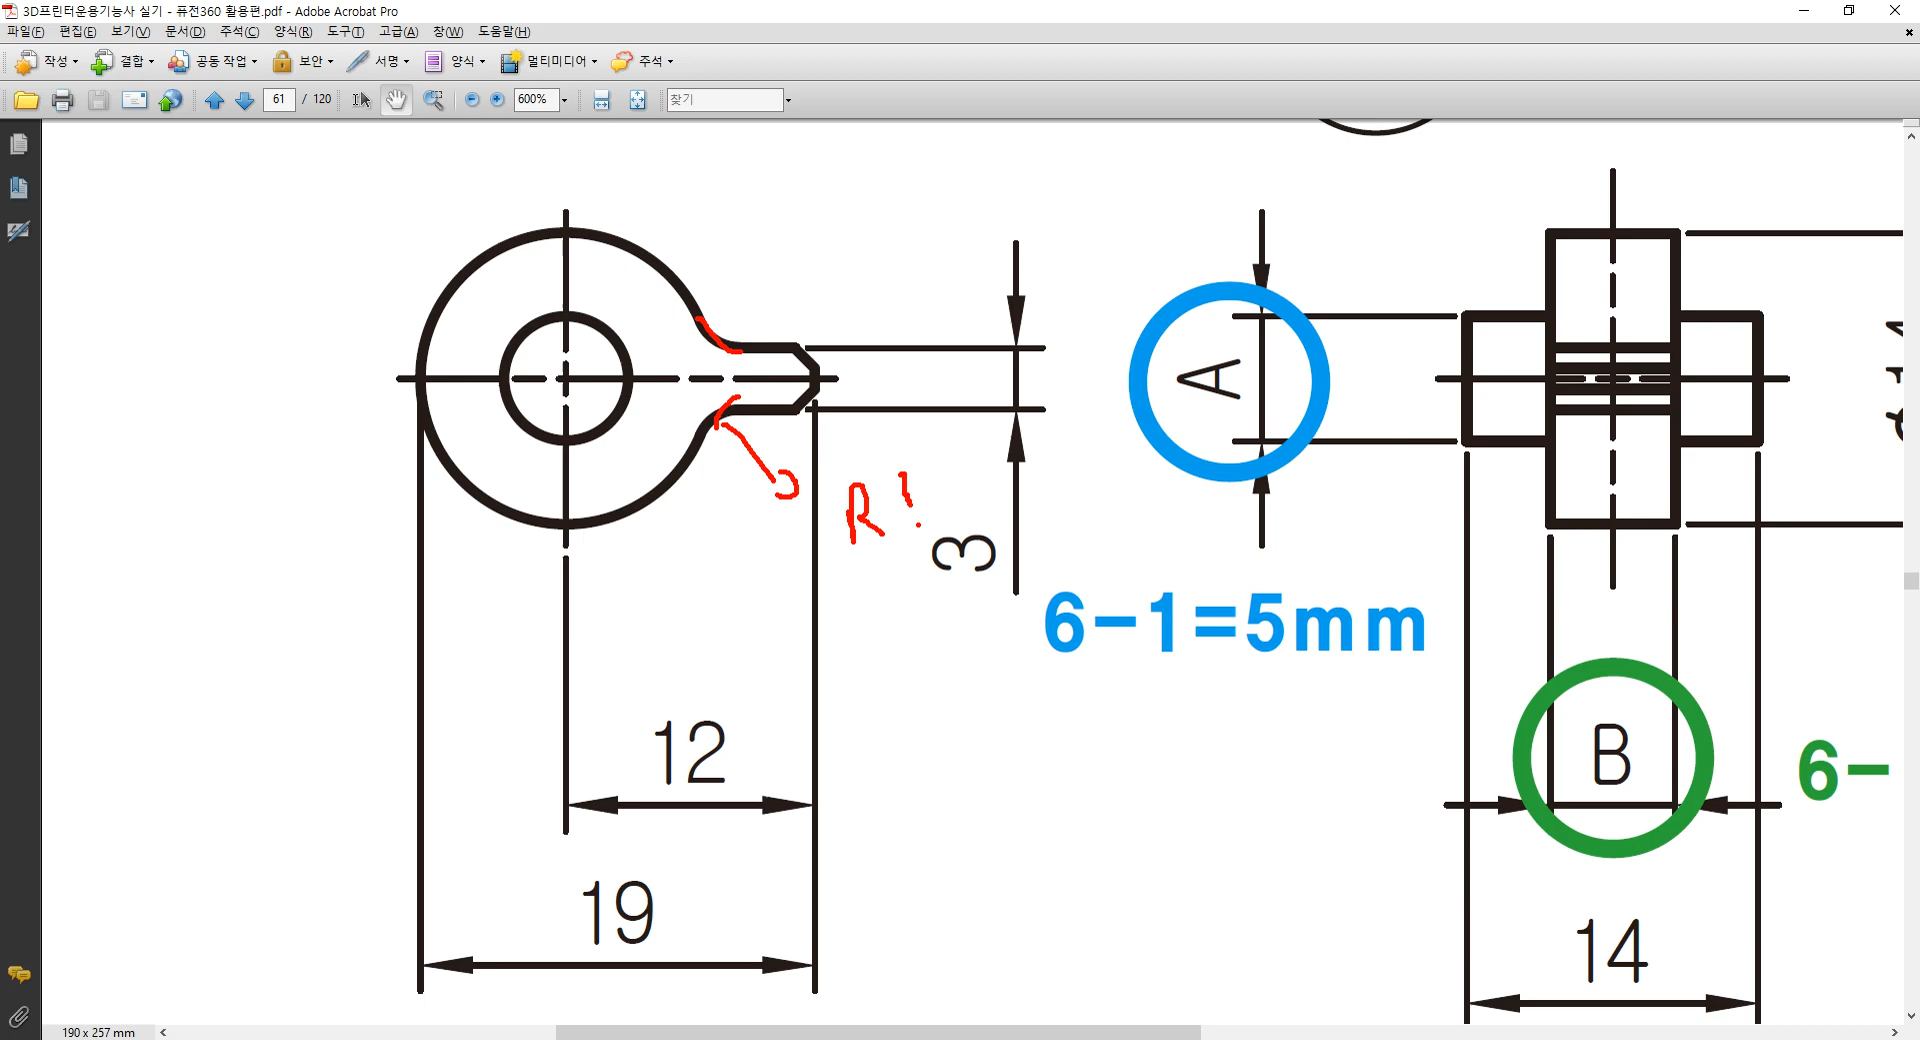 3D프린터운용기능사 실기 - 퓨전360 활용편.pdf - Adobe Acrobat Pro
파일(F) 편집(E) 보기(V) 문서(D) 주석(C) 양식(R) 도구(T) 고급(A) 창(W) 도움말(H)
작성 결합 공동 작업 보안 서명 양식 멀티미디어 주석
61 / 120 600% 찾기
A
R
3
6-1=5mm
12
B
6-
19
14
190 x 257 mm